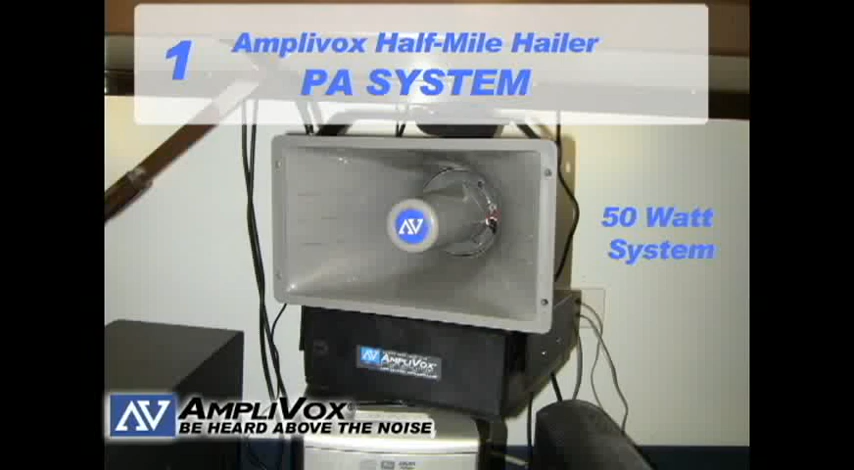 1
Amplivox Half-Mile Hailer
PA SYSTEM
AV
50 Watt
System
AV AMPLIVOX
AV AMPLIVOX
BE HEARD ABOVE THE NOISE